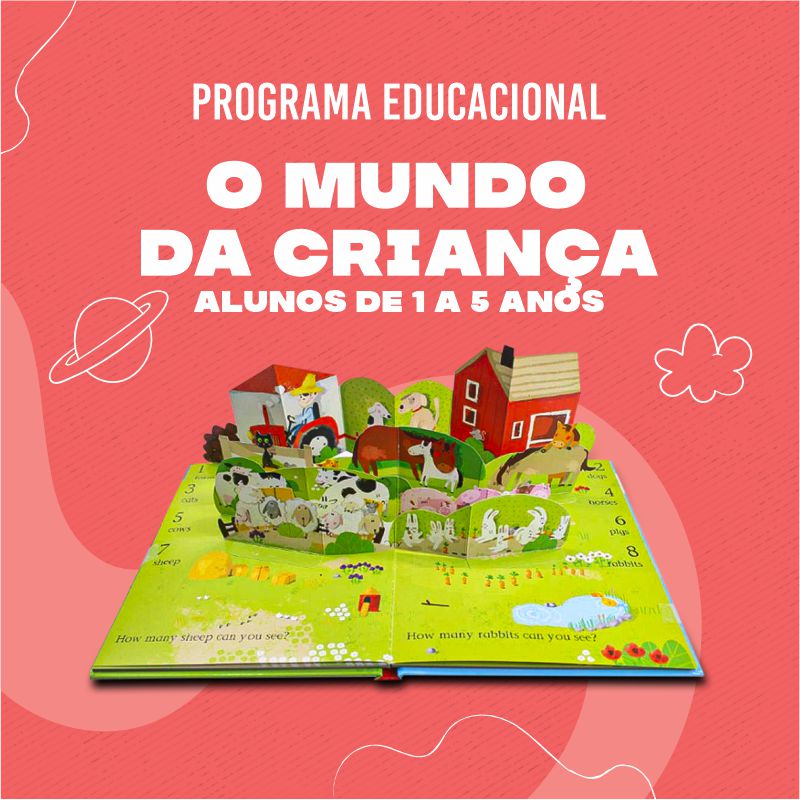 PROGRAMA EDUCACIONAL
O MUNDO
DA CRIANÇA
ALUNOS DE 1 A 5 ANOS
1
3
cats
5
cows
7
sheep
2
dogs
4
horses
6
pigs
8
rabbits
How many sheep can you see?
How many rabbits can you see?